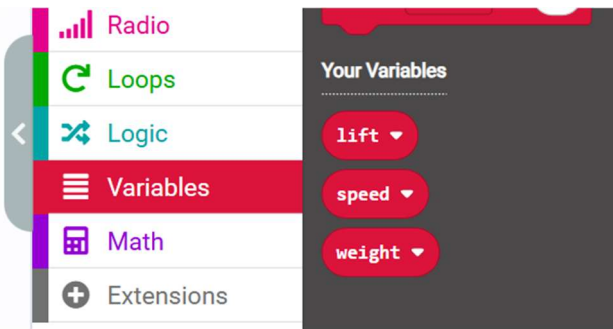 Radio
Loops
Logic
Variables
Math
Extensions
Your Variables
lift
speed
weight